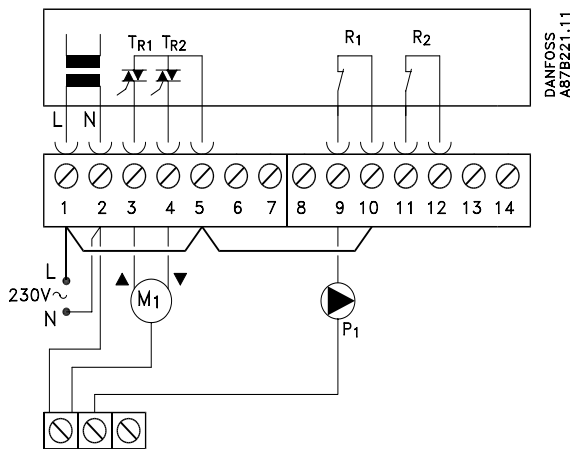 TR1 TR2 R1 R2
DANFOSS
A87B221.11
L N
1 2 3 4 5 6 7 8 9 10 11 12 13 14
L
230V~
N
▲ M1 ▼
P1